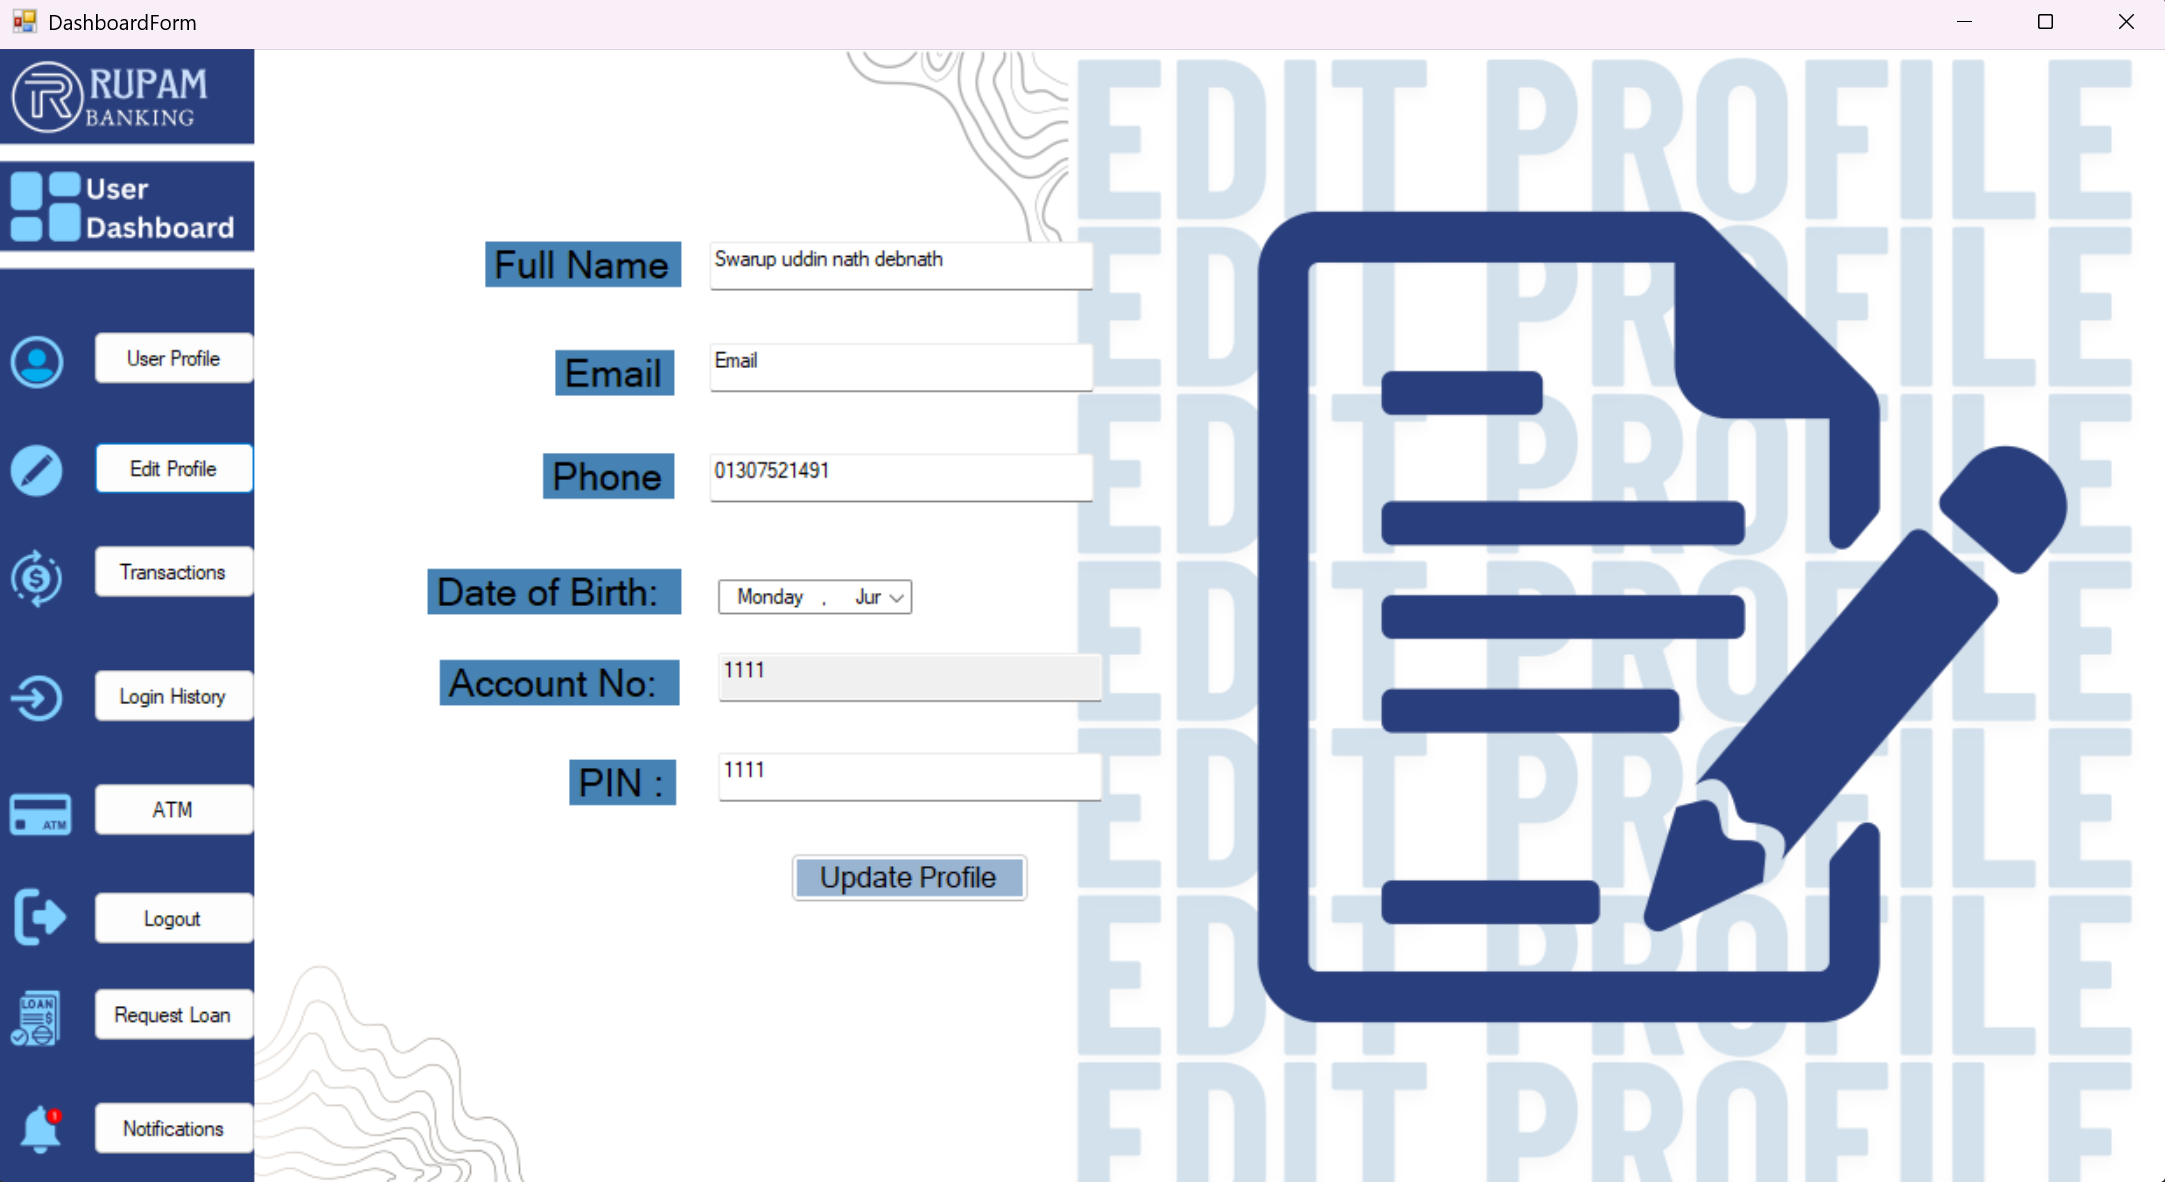 DashboardForm
RUPAM
BANKING
User
Dashboard
User Profile
Edit Profile
Transactions
Login History
ATM
ATM
Logout
LOAN
Request Loan
1
Notifications
Full Name
Swarup uddin nath debnath
Email
Email
Phone
01307521491
Date of Birth:
Monday , Jur
Account No:
1111
PIN :
1111
Update Profile
EDIT PROFILE
EDIT PROFILE
EDIT PROFILE
EDIT PROFILE
EDIT PROFILE
EDIT PROFILE
EDIT PROFILE